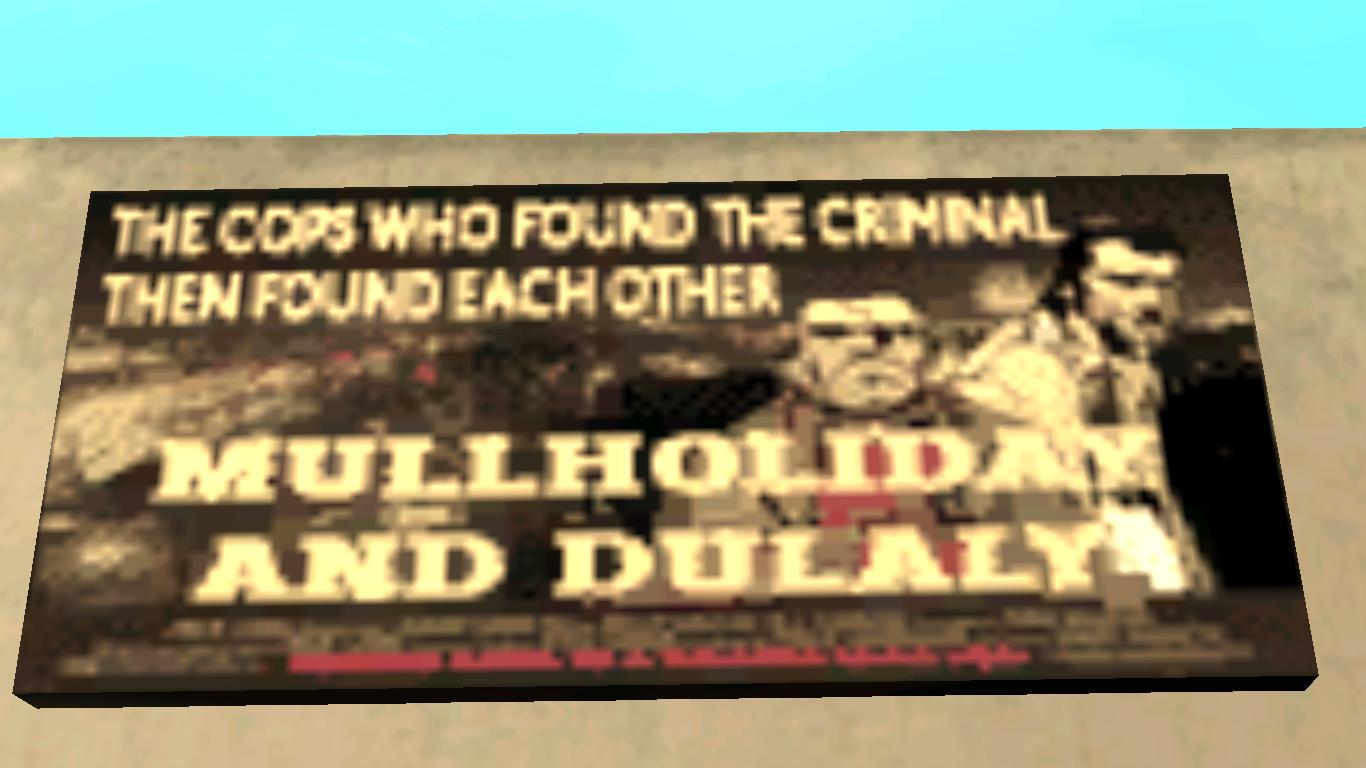 THE COPS WHO FOUND THE CRIMINAL
THEN FOUND EACH OTHER
MULLHOLIDAY
AND DULALY